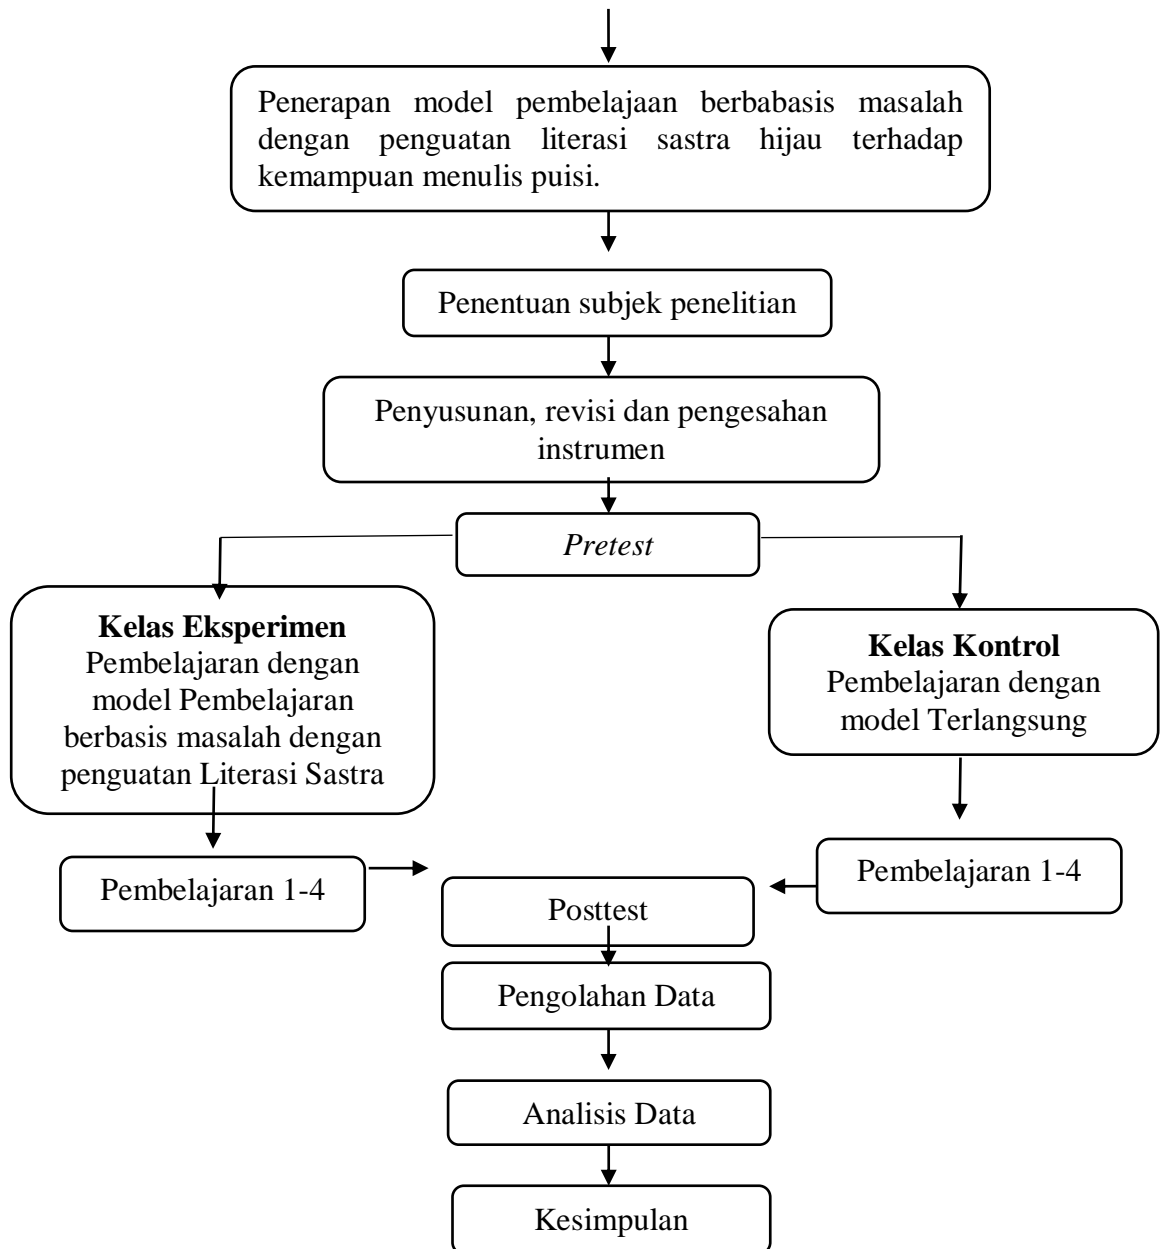 Penerapan model pembelajaan berbabasis masalah
dengan penguatan literasi sastra hijau terhadap
kemampuan menulis puisi.
Penentuan subjek penelitian
Penyusunan, revisi dan pengesahan
instrumen
Pretest
Kelas Eksperimen
Pembelajaran dengan
model Pembelajaran
berbasis masalah dengan
penguatan Literasi Sastra
Kelas Kontrol
Pembelajaran dengan
model Terlangsung
Pembelajaran 1-4
Pembelajaran 1-4
Posttest
Pengolahan Data
Analisis Data
Kesimpulan